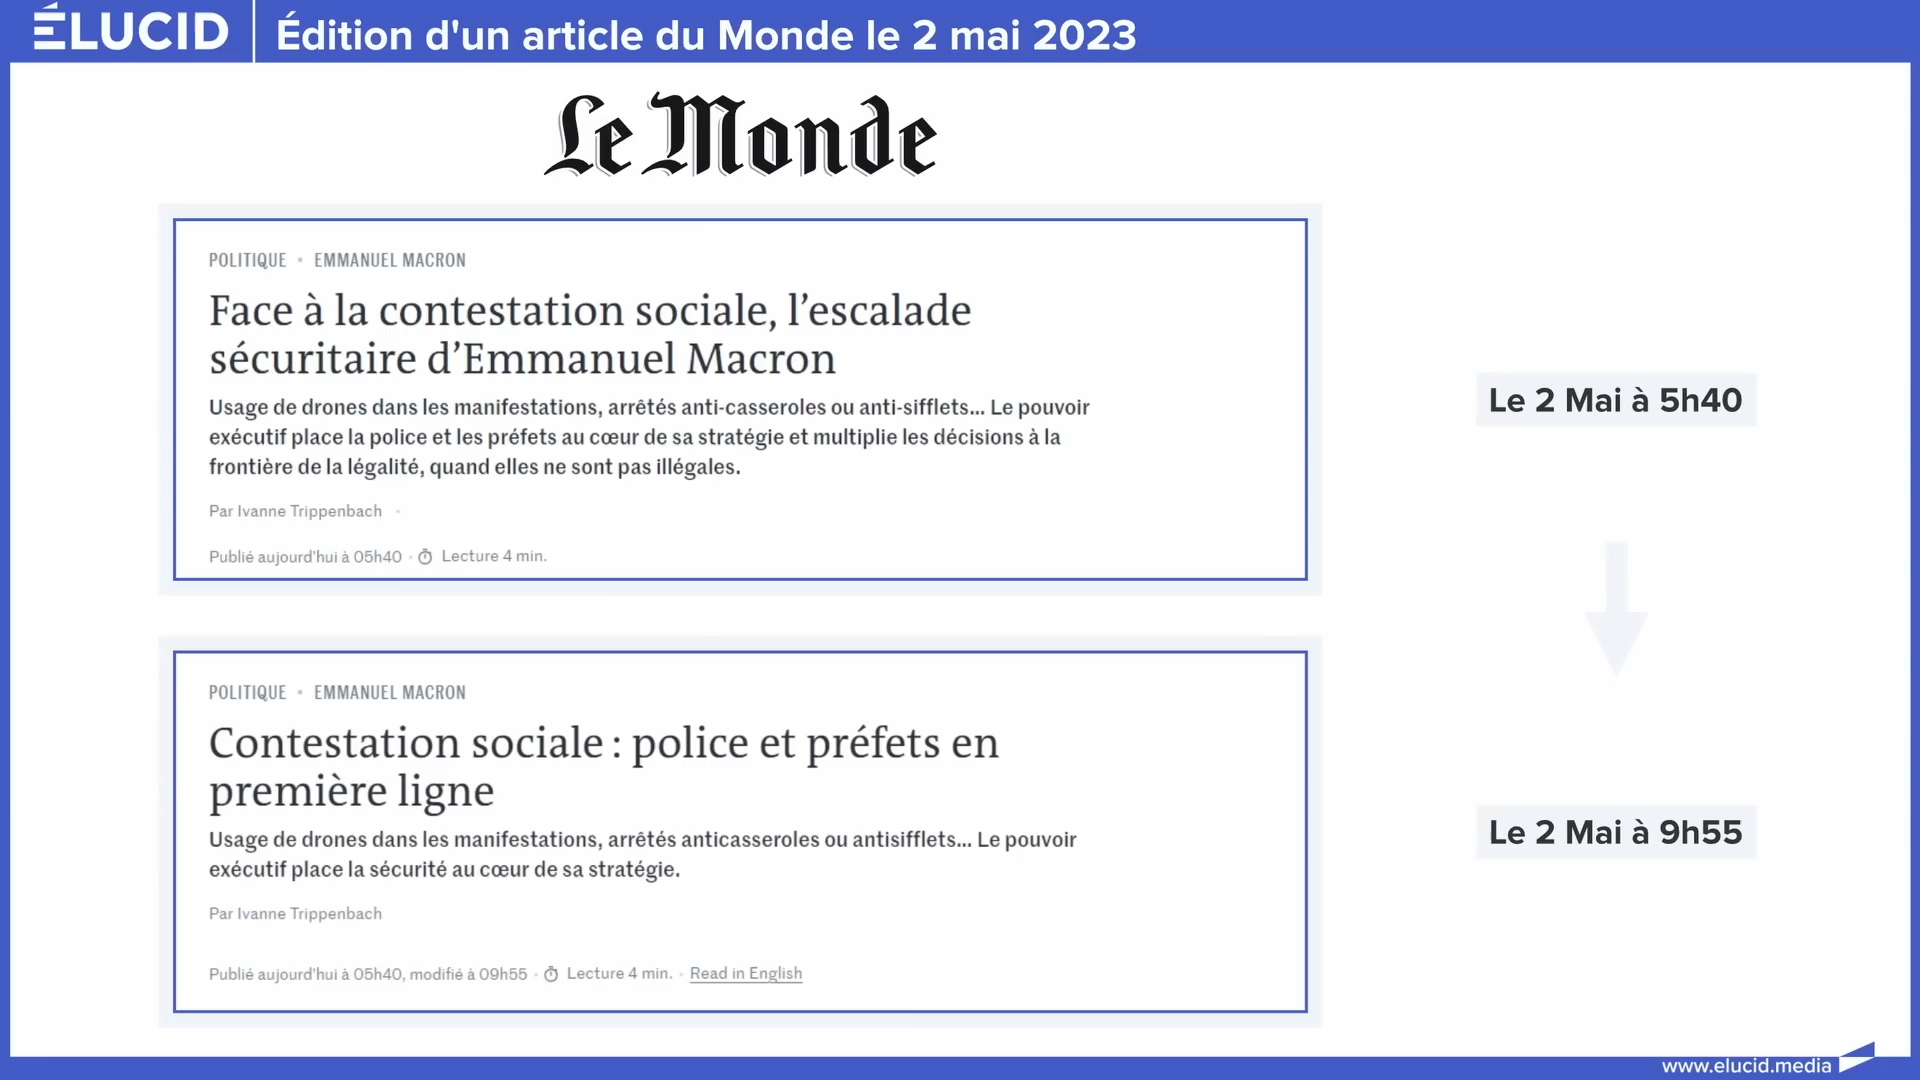 ÉLUCID
Édition d'un article du Monde le 2 mai 2023
Le Monde
POLITIQUE • EMMANUEL MACRON
Face à la contestation sociale, l’escalade
sécuritaire d’Emmanuel Macron
Usage de drones dans les manifestations, arrêtés anti-casseroles ou anti-sifflets... Le pouvoir
exécutif place la police et les préfets au cœur de sa stratégie et multiplie les décisions à la
frontière de la légalité, quand elles ne sont pas illégales.
Par Ivanne Trippenbach •
Publié aujourd’hui à 05h40 • Lecture 4 min.
Le 2 Mai à 5h40
POLITIQUE • EMMANUEL MACRON
Contestation sociale : police et préfets en
première ligne
Usage de drones dans les manifestations, arrêtés anticasseroles ou antisifflets... Le pouvoir
exécutif place la sécurité au cœur de sa stratégie.
Par Ivanne Trippenbach
Publié aujourd’hui à 05h40, modifié à 09h55 • Lecture 4 min. • Read in English
Le 2 Mai à 9h55
www.elucid.media